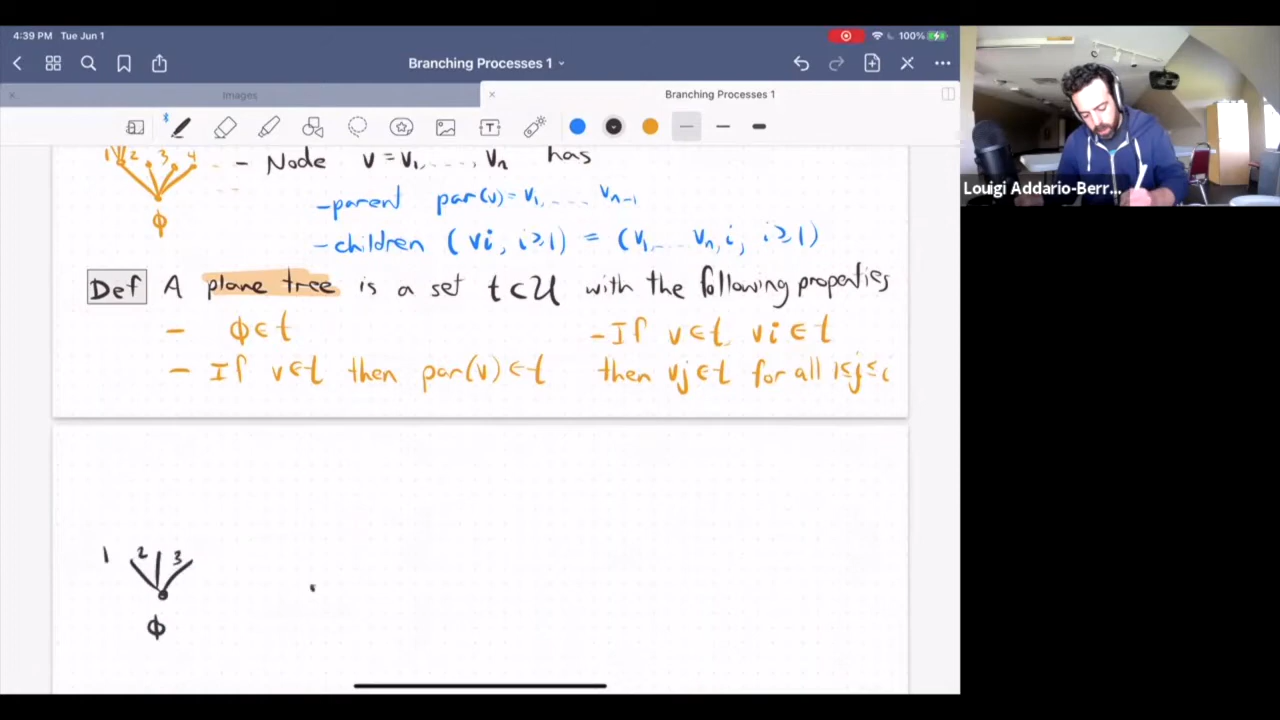 4:39 PM Tue Jun 1
100%
Branching Processes 1
Images
Branching Processes 1
1 2 3 4 - Node v = v₁, ...., vₙ has
- parent par(v) = v₁, .... vₙ₋₁
ϕ
- children (vi, i≥1) = (v₁, .... vₙ, i, i≥1)
Def A plane tree is a set t ⊂ U with the following properties
- ϕ ∈ t
- If v ∈ t then par(v) ∈ t
- If v ∈ t, vi ∈ t
then vj ∈ t for all 1≤j≤i
1 2 3
ϕ
Louigi Addario-Berr...